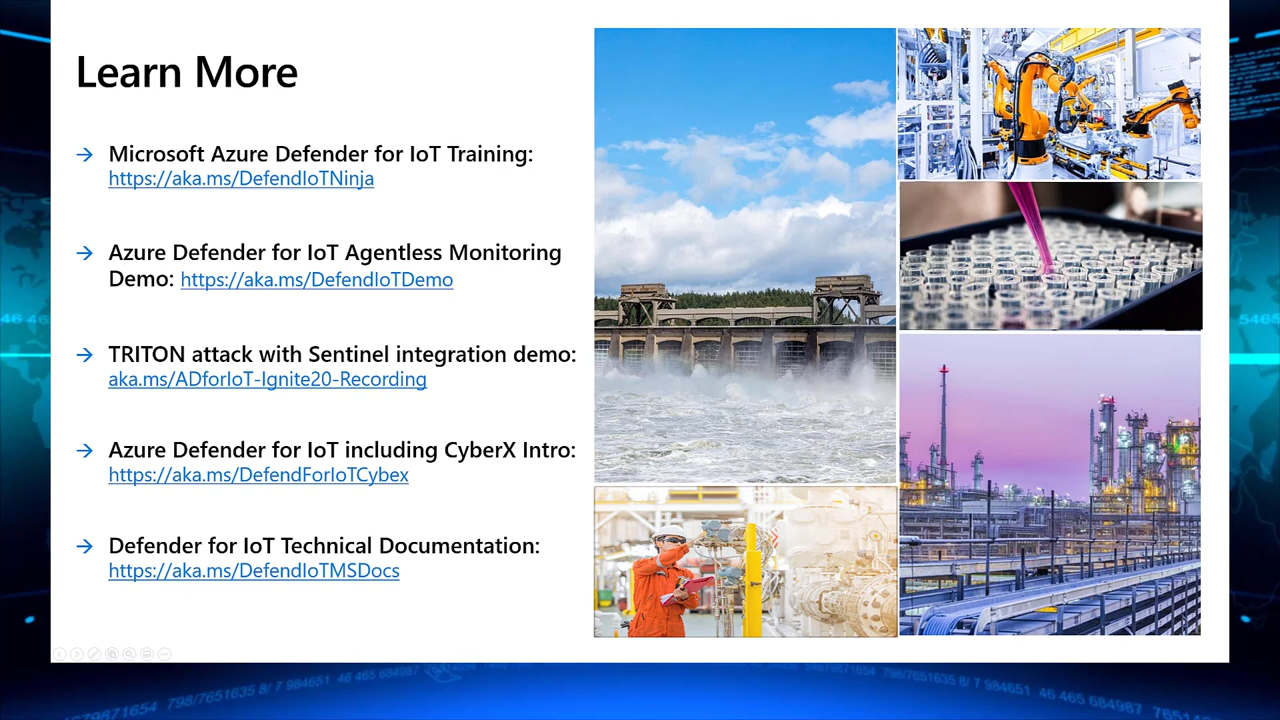 Learn More
→ Microsoft Azure Defender for IoT Training:
https://aka.ms/DefendIoTNinja
→ Azure Defender for IoT Agentless Monitoring
Demo: https://aka.ms/DefendIoTDemo
→ TRITON attack with Sentinel integration demo:
aka.ms/ADforIoT-Ignite20-Recording
→ Azure Defender for IoT including CyberX Intro:
https://aka.ms/DefendForIoTCybex
→ Defender for IoT Technical Documentation:
https://aka.ms/DefendIoTMSDocs